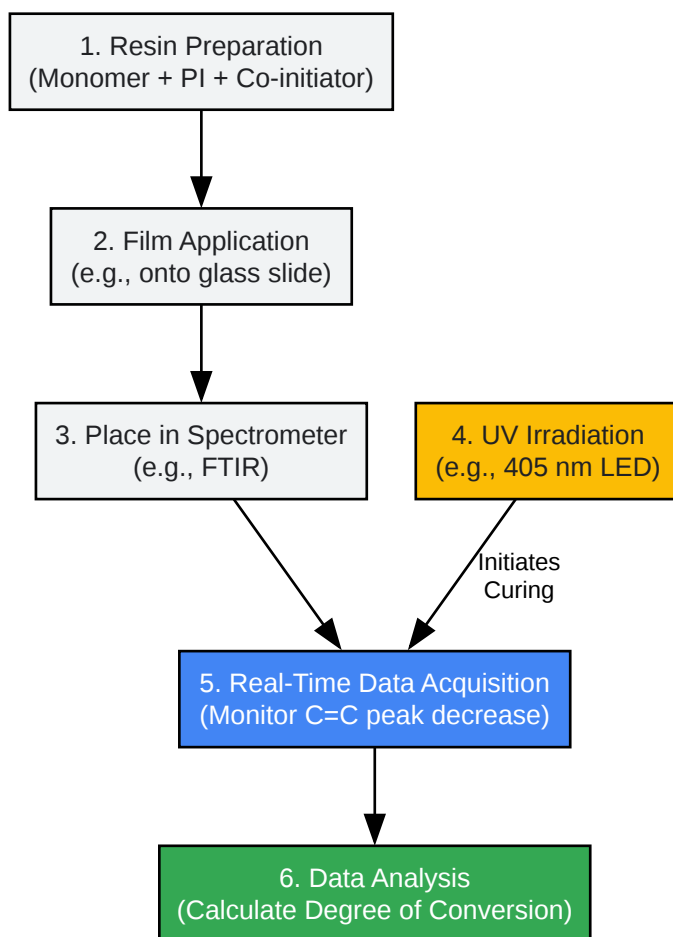 1. Resin Preparation
(Monomer + PI + Co-initiator)
2. Film Application
(e.g., onto glass slide)
3. Place in Spectrometer
(e.g., FTIR)
4. UV Irradiation
(e.g., 405 nm LED)
Initiates
Curing
5. Real-Time Data Acquisition
(Monitor C=C peak decrease)
6. Data Analysis
(Calculate Degree of Conversion)